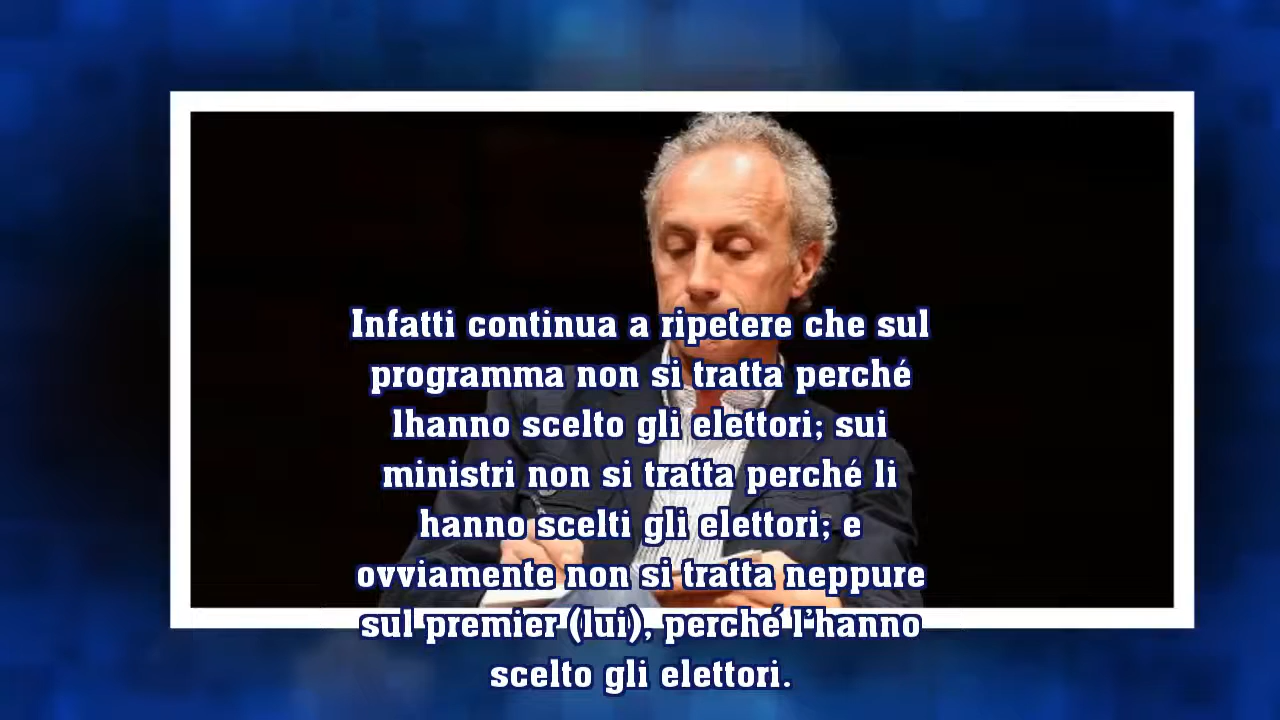 Infatti continua a ripetere che sul
programma non si tratta perché
lhanno scelto gli elettori; sui
ministri non si tratta perché li
hanno scelti gli elettori; e
ovviamente non si tratta neppure
sul premier (lui), perché l'hanno
scelto gli elettori.